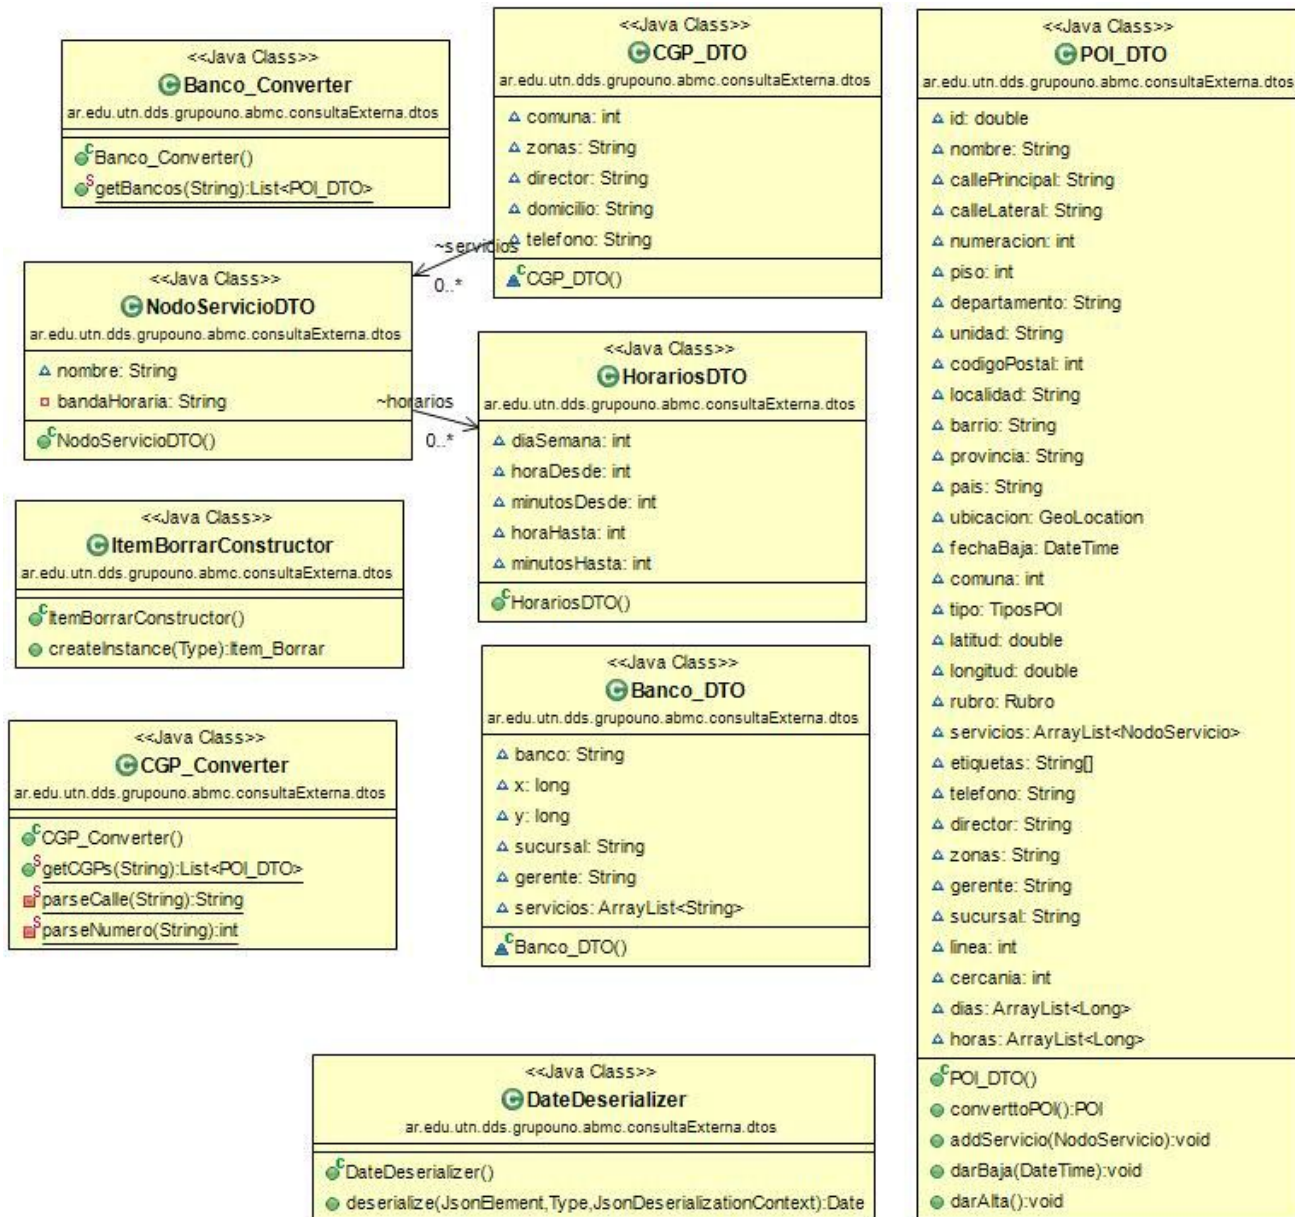 <<Java Class>>
Banco_Converter
ar.edu.utn.dds.grupouno.abmc.consultaExterna.dtos
Banco_Converter()
getBancos(String):List<POI_DTO>
<<Java Class>>
CGP_DTO
ar.edu.utn.dds.grupouno.abmc.consultaExterna.dtos
comuna: int
zonas: String
director: String
domicilio: String
telefono: String
CGP_DTO()
~servicios
0..*
<<Java Class>>
NodoServicioDTO
ar.edu.utn.dds.grupouno.abmc.consultaExterna.dtos
nombre: String
bandaHoraria: String
NodoServicioDTO()
~horarios
0..*
<<Java Class>>
HorariosDTO
ar.edu.utn.dds.grupouno.abmc.consultaExterna.dtos
diaSemana: int
horaDesde: int
minutosDesde: int
horaHasta: int
minutosHasta: int
HorariosDTO()
<<Java Class>>
ItemBorrarConstructor
ar.edu.utn.dds.grupouno.abmc.consultaExterna.dtos
ItemBorrarConstructor()
createInstance(Type):Item_Borrar
<<Java Class>>
Banco_DTO
ar.edu.utn.dds.grupouno.abmc.consultaExterna.dtos
banco: String
x: long
y: long
sucursal: String
gerente: String
servicios: ArrayList<String>
Banco_DTO()
<<Java Class>>
CGP_Converter
ar.edu.utn.dds.grupouno.abmc.consultaExterna.dtos
CGP_Converter()
getCGPs(String):List<POI_DTO>
parseCalle(String):String
parseNumero(String):int
<<Java Class>>
DateDeserializer
ar.edu.utn.dds.grupouno.abmc.consultaExterna.dtos
DateDeserializer()
deserialize(JsonElement,Type,JsonDeserializationContext):Date
<<Java Class>>
POI_DTO
ar.edu.utn.dds.grupouno.abmc.consultaExterna.dtos
id: double
nombre: String
callePrincipal: String
calleLateral: String
numeracion: int
piso: int
departamento: String
unidad: String
codigoPostal: int
localidad: String
barrio: String
provincia: String
pais: String
ubicacion: GeoLocation
fechaBaja: DateTime
comuna: int
tipo: TiposPOI
latitud: double
longitud: double
rubro: Rubro
servicios: ArrayList<NodoServicio>
etiquetas: String[]
telefono: String
director: String
zonas: String
gerente: String
sucursal: String
linea: int
cercania: int
dias: ArrayList<Long>
horas: ArrayList<Long>
POI_DTO()
converttoPOI():POI
addServicio(NodoServicio):void
darBaja(DateTime):void
darAlta():void